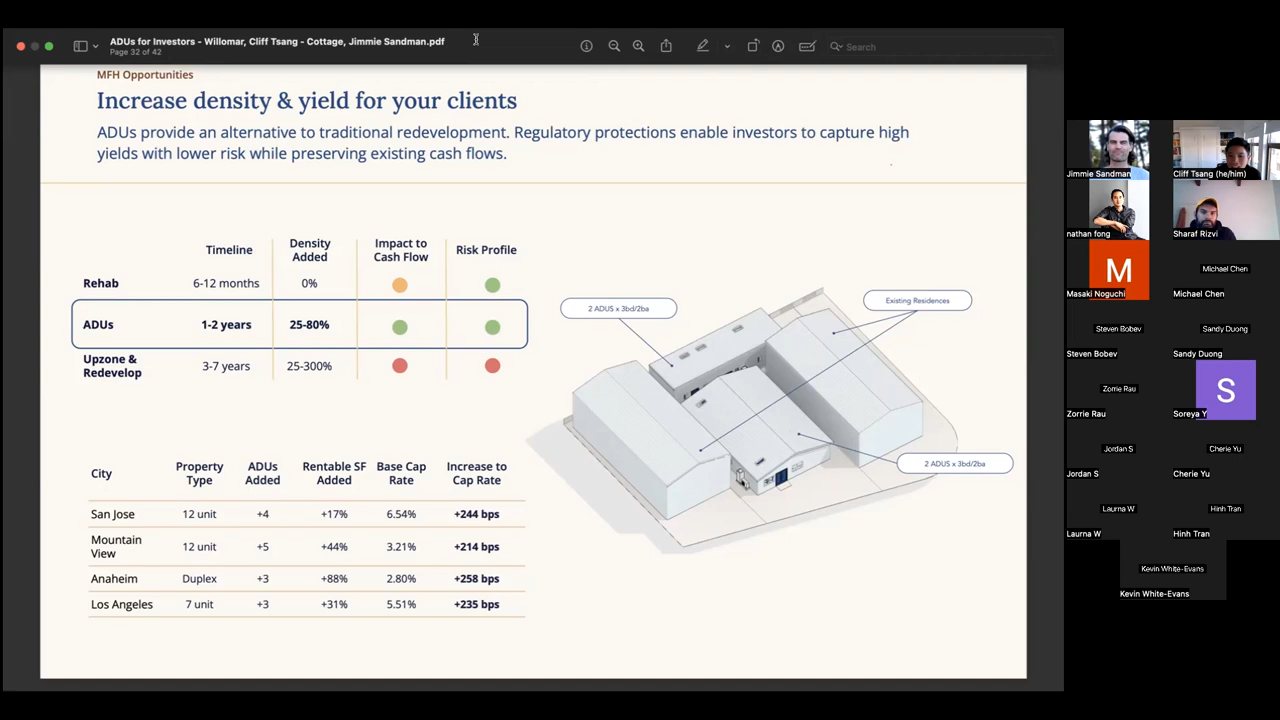 ADUs for Investors - Willomar, Cliff Tsang - Cottage, Jimmie Sandman.pdf
Page 32 of 42
Search
MFH Opportunities
Increase density & yield for your clients
ADUs provide an alternative to traditional redevelopment. Regulatory protections enable investors to capture high
yields with lower risk while preserving existing cash flows.
Timeline Density Added Impact to Cash Flow Risk Profile
Rehab 6-12 months 0%
ADUs 1-2 years 25-80%
Upzone & Redevelop 3-7 years 25-300%
City Property Type ADUs Added Rentable SF Added Base Cap Rate Increase to Cap Rate
San Jose 12 unit +4 +17% 6.54% +244 bps
Mountain View 12 unit +5 +44% 3.21% +214 bps
Anaheim Duplex +3 +88% 2.80% +258 bps
Los Angeles 7 unit +3 +31% 5.51% +235 bps
2 ADUS x 3bd/2ba
Existing Residences
2 ADUS x 3bd/2ba
Jimmie Sandman
Cliff Tsang (he/him)
nathan fong
Sharaf Rizvi
M
Masaki Noguchi
Michael Chen
Michael Chen
Steven Bobev
Steven Bobev
Sandy Duong
Sandy Duong
Zorrie Rau
Zorrie Rau
S
Soreya Y
Jordan S
Jordan S
Cherie Yu
Cherie Yu
Laurna W
Laurna W
Hinh Tran
Hinh Tran
Kevin White-Evans
Kevin White-Evans